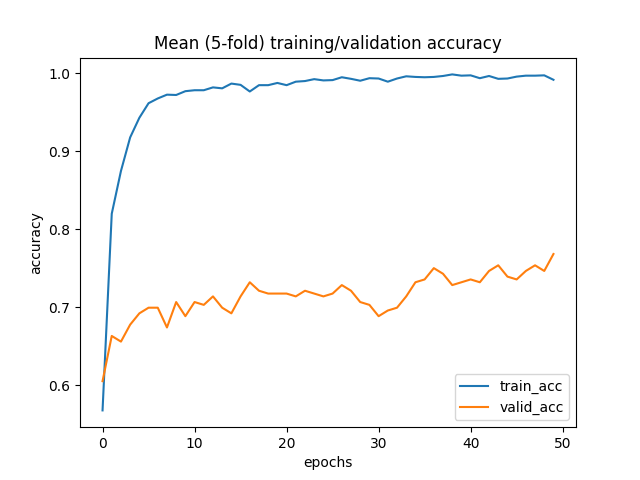 Mean (5-fold) training/validation accuracy
1.0
0.9
0.8
0.7
0.6
accuracy
train_acc
valid_acc
0 10 20 30 40 50
epochs